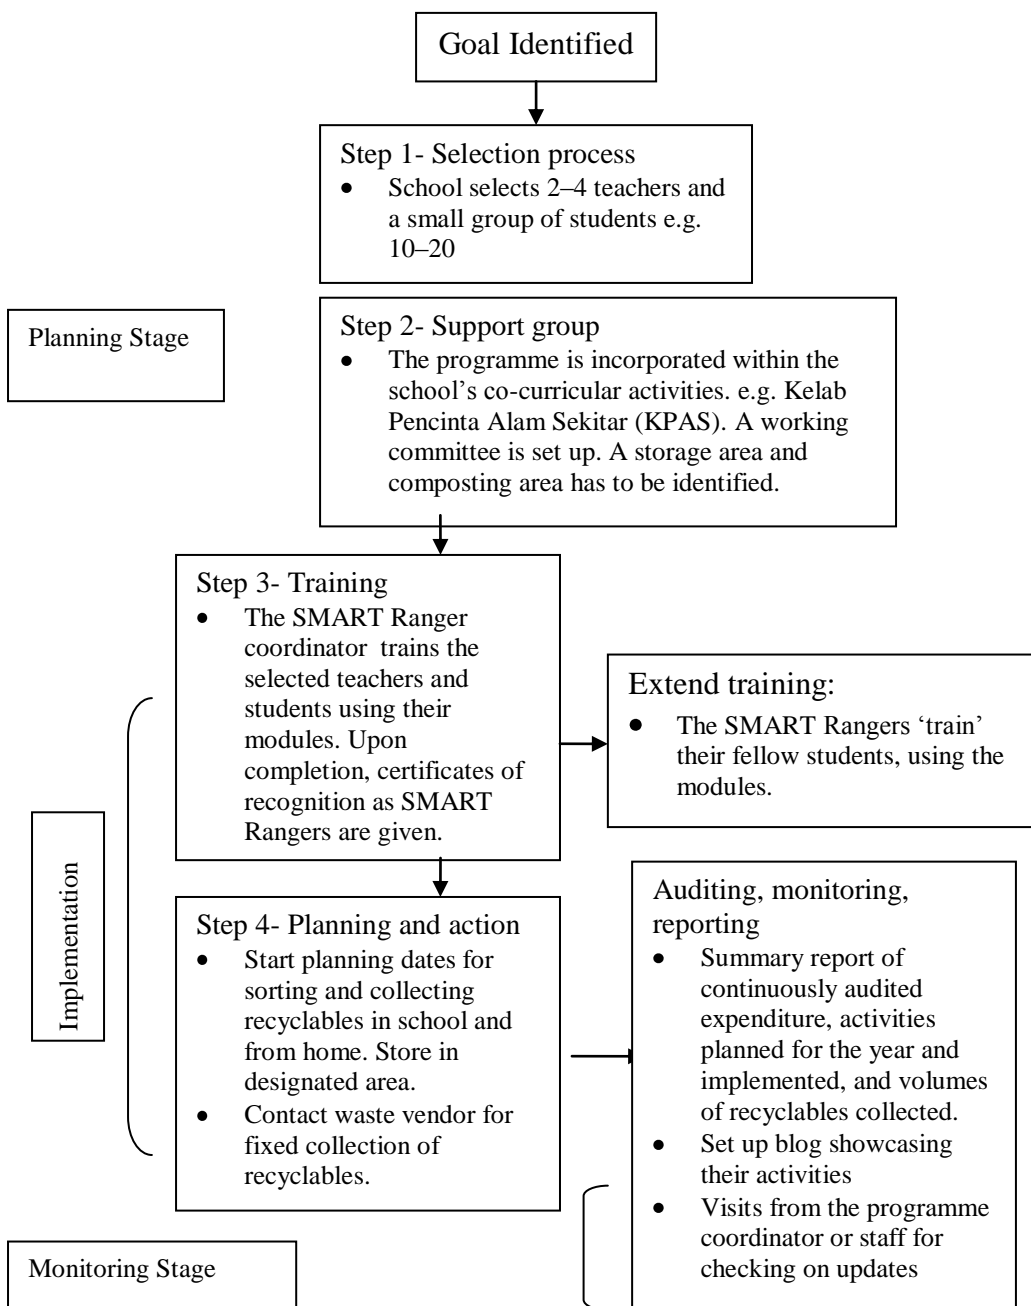 Goal Identified
Step 1- Selection process
• School selects 2–4 teachers and
a small group of students e.g.
10–20
Planning Stage
Step 2- Support group
• The programme is incorporated within the
school’s co-curricular activities. e.g. Kelab
Pencinta Alam Sekitar (KPAS). A working
committee is set up. A storage area and
composting area has to be identified.
Implementation
Step 3- Training
• The SMART Ranger
coordinator trains the
selected teachers and
students using their
modules. Upon
completion, certificates of
recognition as SMART
Rangers are given.
Extend training:
• The SMART Rangers ‘train’
their fellow students, using the
modules.
Step 4- Planning and action
• Start planning dates for
sorting and collecting
recyclables in school and
from home. Store in
designated area.
• Contact waste vendor for
fixed collection of
recyclables.
Auditing, monitoring,
reporting
• Summary report of
continuously audited
expenditure, activities
planned for the year and
implemented, and volumes
of recyclables collected.
• Set up blog showcasing
their activities
• Visits from the programme
coordinator or staff for
checking on updates
Monitoring Stage